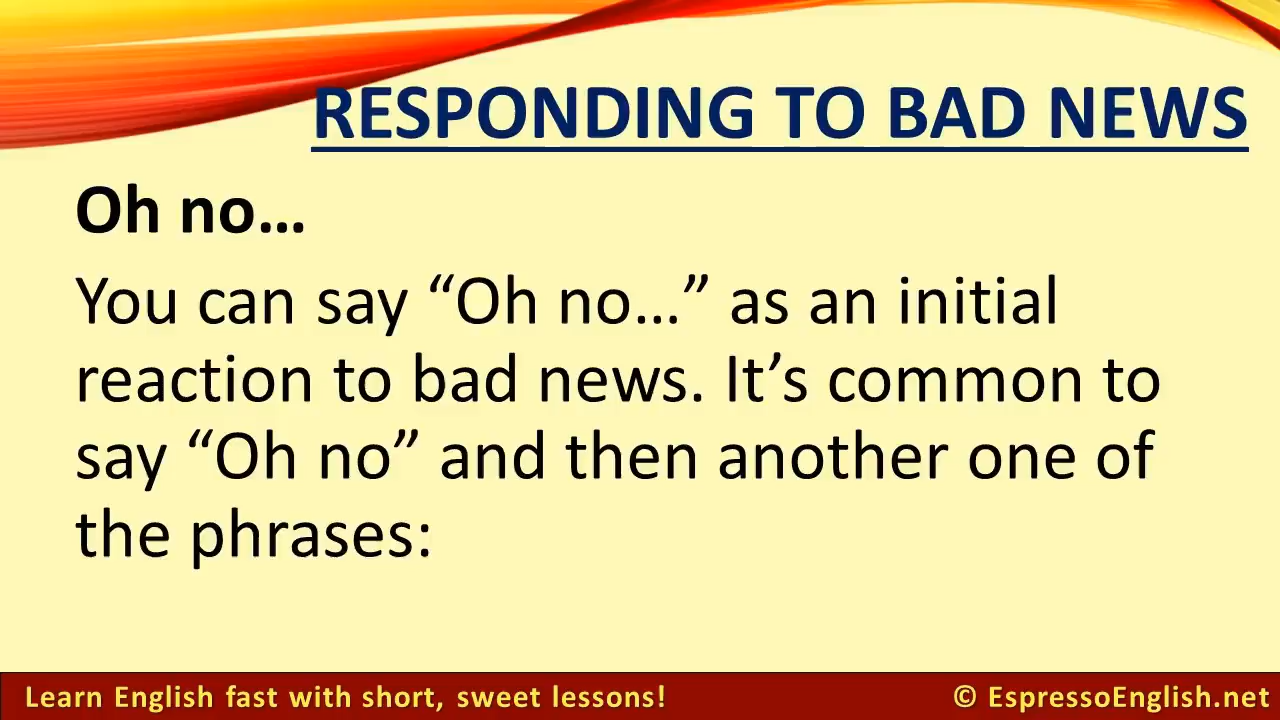 RESPONDING TO BAD NEWS
Oh no…
You can say “Oh no…” as an initial
reaction to bad news. It’s common to
say “Oh no” and then another one of
the phrases:
Learn English fast with short, sweet lessons!
© EspressoEnglish.net